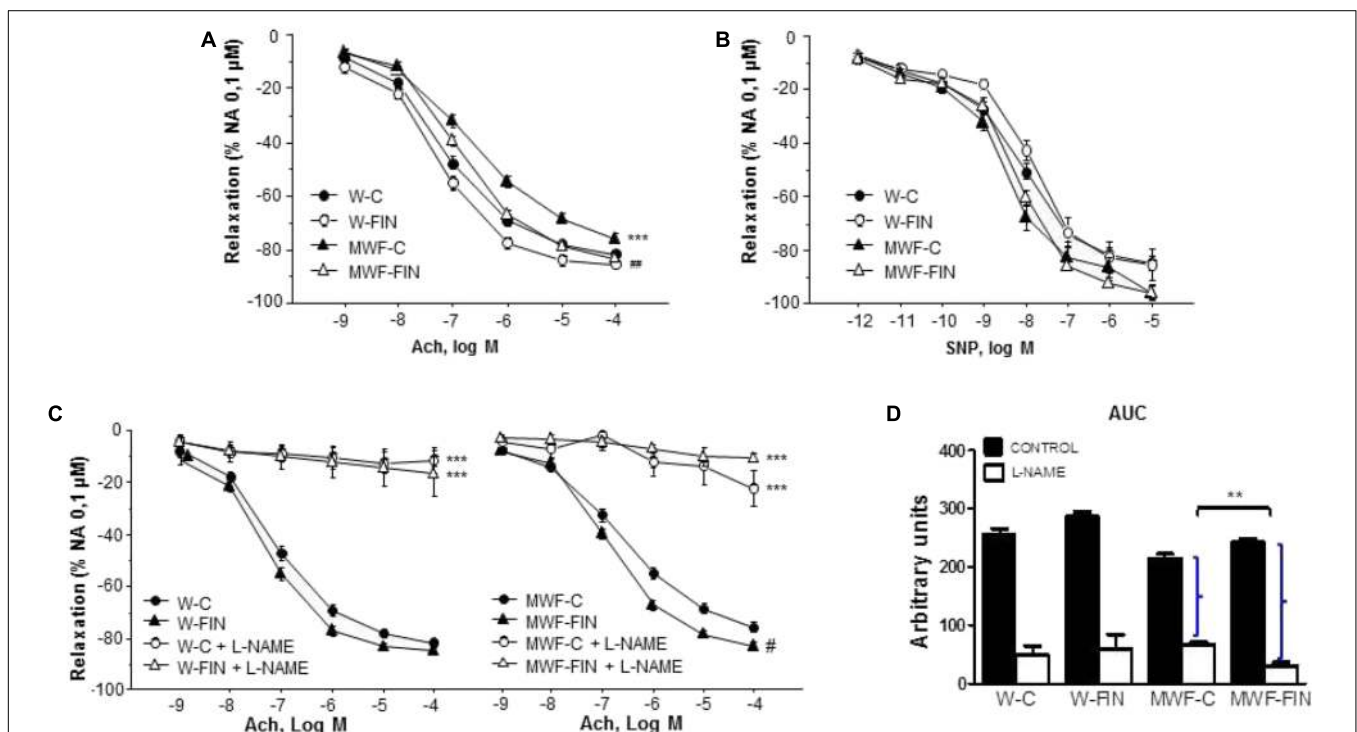 A
Relaxation (% NA 0,1 µM)
0
-20
-40
-60
-80
-100
W-C
W-FIN
MWF-C
MWF-FIN
***
##
-9 -8 -7 -6 -5 -4
Ach, log M
B
Relaxation (% NA 0,1 µM)
0
-20
-40
-60
-80
-100
W-C
W-FIN
MWF-C
MWF-FIN
-12 -11 -10 -9 -8 -7 -6 -5
SNP, log M
C
Relaxation (% NA 0,1 µM)
0
-20
-40
-60
-80
-100
***
***
W-C
W-FIN
W-C + L-NAME
W-FIN + L-NAME
-9 -8 -7 -6 -5 -4
Ach, Log M
***
***
MWF-C
MWF-FIN
MWF-C + L-NAME
MWF-FIN + L-NAME
#
-9 -8 -7 -6 -5 -4
Ach, Log M
D
AUC
Arbitrary units
400
300
200
100
0
CONTROL
L-NAME
**
W-C W-FIN MWF-C MWF-FIN